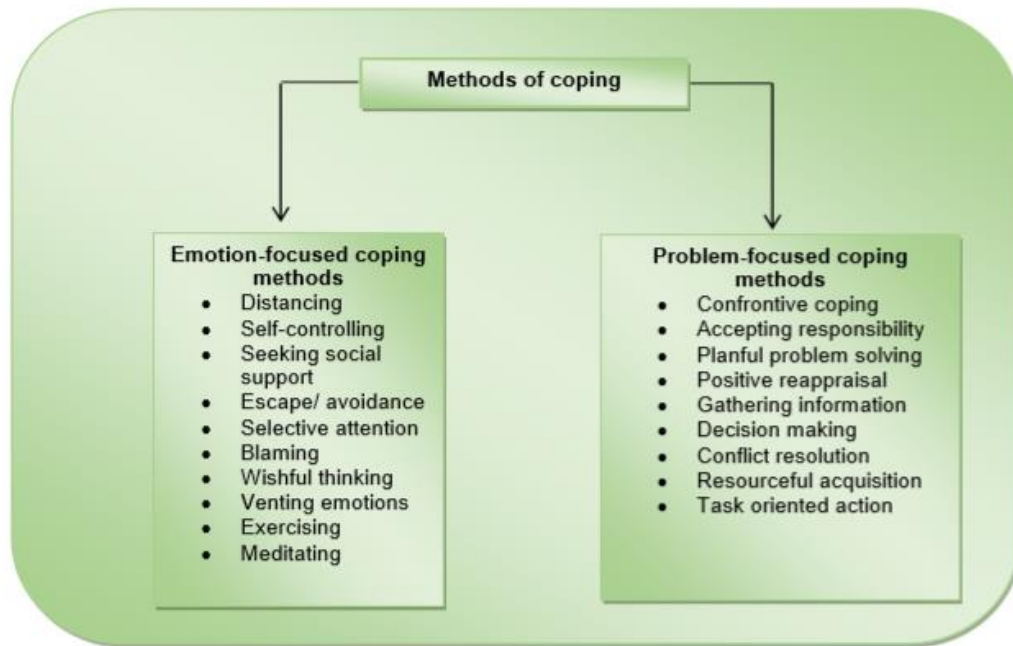 Methods of coping
Emotion-focused coping
methods
• Distancing
• Self-controlling
• Seeking social
support
• Escape/ avoidance
• Selective attention
• Blaming
• Wishful thinking
• Venting emotions
• Exercising
• Meditating
Problem-focused coping
methods
• Confrontive coping
• Accepting responsibility
• Planful problem solving
• Positive reappraisal
• Gathering information
• Decision making
• Conflict resolution
• Resourceful acquisition
• Task oriented action